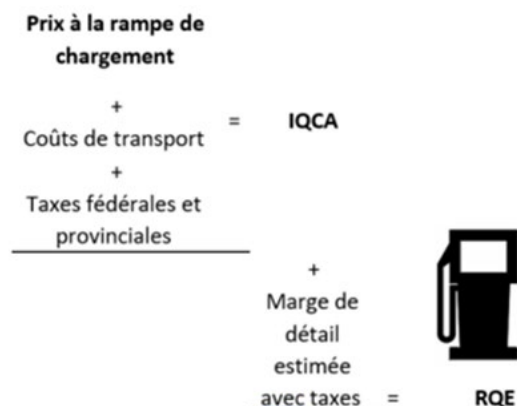 Prix à la rampe de
chargement
+
Coûts de transport
= IQCA
+
Taxes fédérales et
provinciales
+
Marge de
détail
estimée
avec taxes = RQE